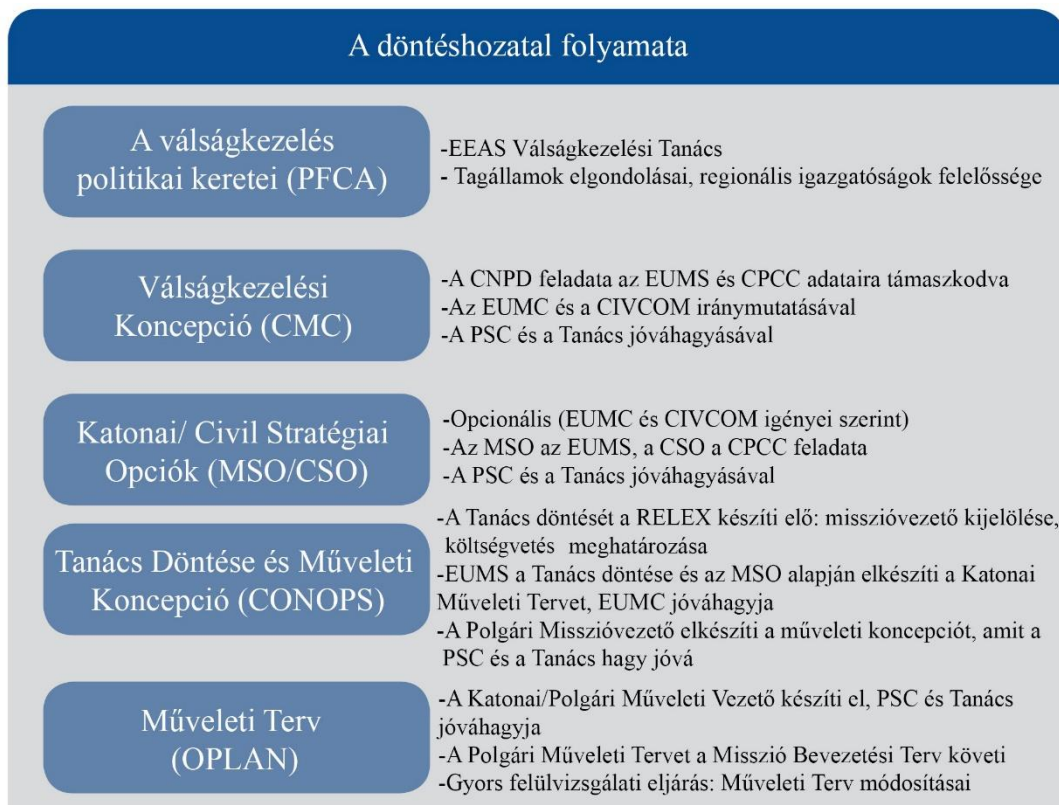 A döntéshozatal folyamata
A válságkezelés
politikai keretei (PFCA)
-EEAS Válságkezelési Tanács
- Tagállamok elgondolásai, regionális igazgatóságok felelőssége
Válságkezelési
Koncepció (CMC)
-A CNPD feladata az EUMS és CPCC adataira támaszkodva
-Az EUMC és a CIVCOM iránymutatásával
-A PSC és a Tanács jóváhagyásával
Katonai/ Civil Stratégiai
Opciók (MSO/CSO)
-Opcionális (EUMC és CIVCOM igényei szerint)
-Az MSO az EUMS, a CSO a CPCC feladata
-A PSC és a Tanács jóváhagyásával
Tanács Döntése és Műveleti
Koncepció (CONOPS)
-A Tanács döntését a RELEX készíti elő: misszióvezető kijelölése,
költségvetés meghatározása
-EUMS a Tanács döntése és az MSO alapján elkészíti a Katonai
Műveleti Tervet, EUMC jóváhagyja
-A Polgári Misszióvezető elkészíti a műveleti koncepciót, amit a
PSC és a Tanács hagy jóvá
Műveleti Terv
(OPLAN)
-A Katonai/Polgári Műveleti Vezető készíti el, PSC és Tanács
jóváhagyja
-A Polgári Műveleti Tervet a Misszió Bevezetési Terv követi
-Gyors felülvizsgálati eljárás: Műveleti Terv módosításai